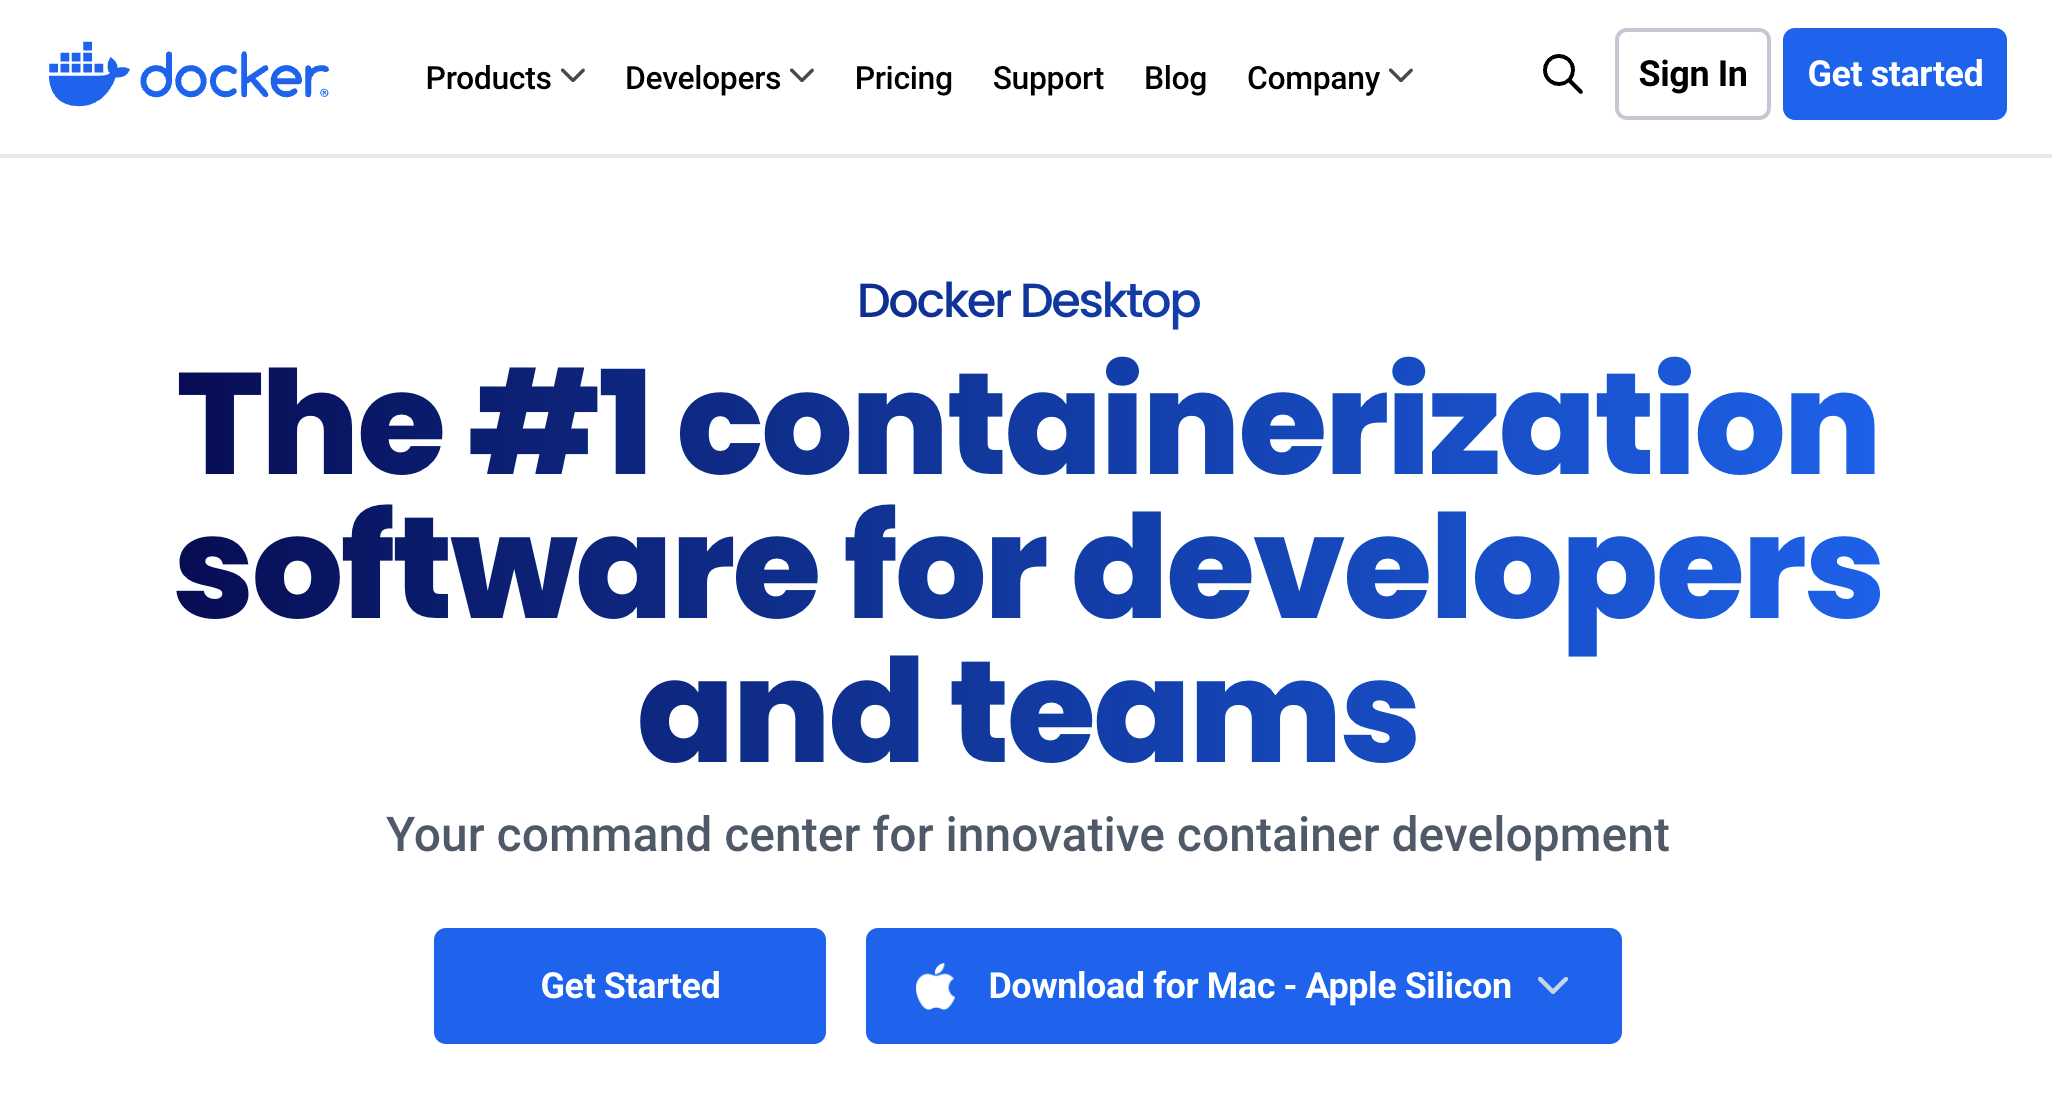 docker®
Products Developers Pricing Support Blog Company Sign In Get started
Docker Desktop
The #1 containerization
software for developers
and teams
Your command center for innovative container development
Get Started Download for Mac - Apple Silicon